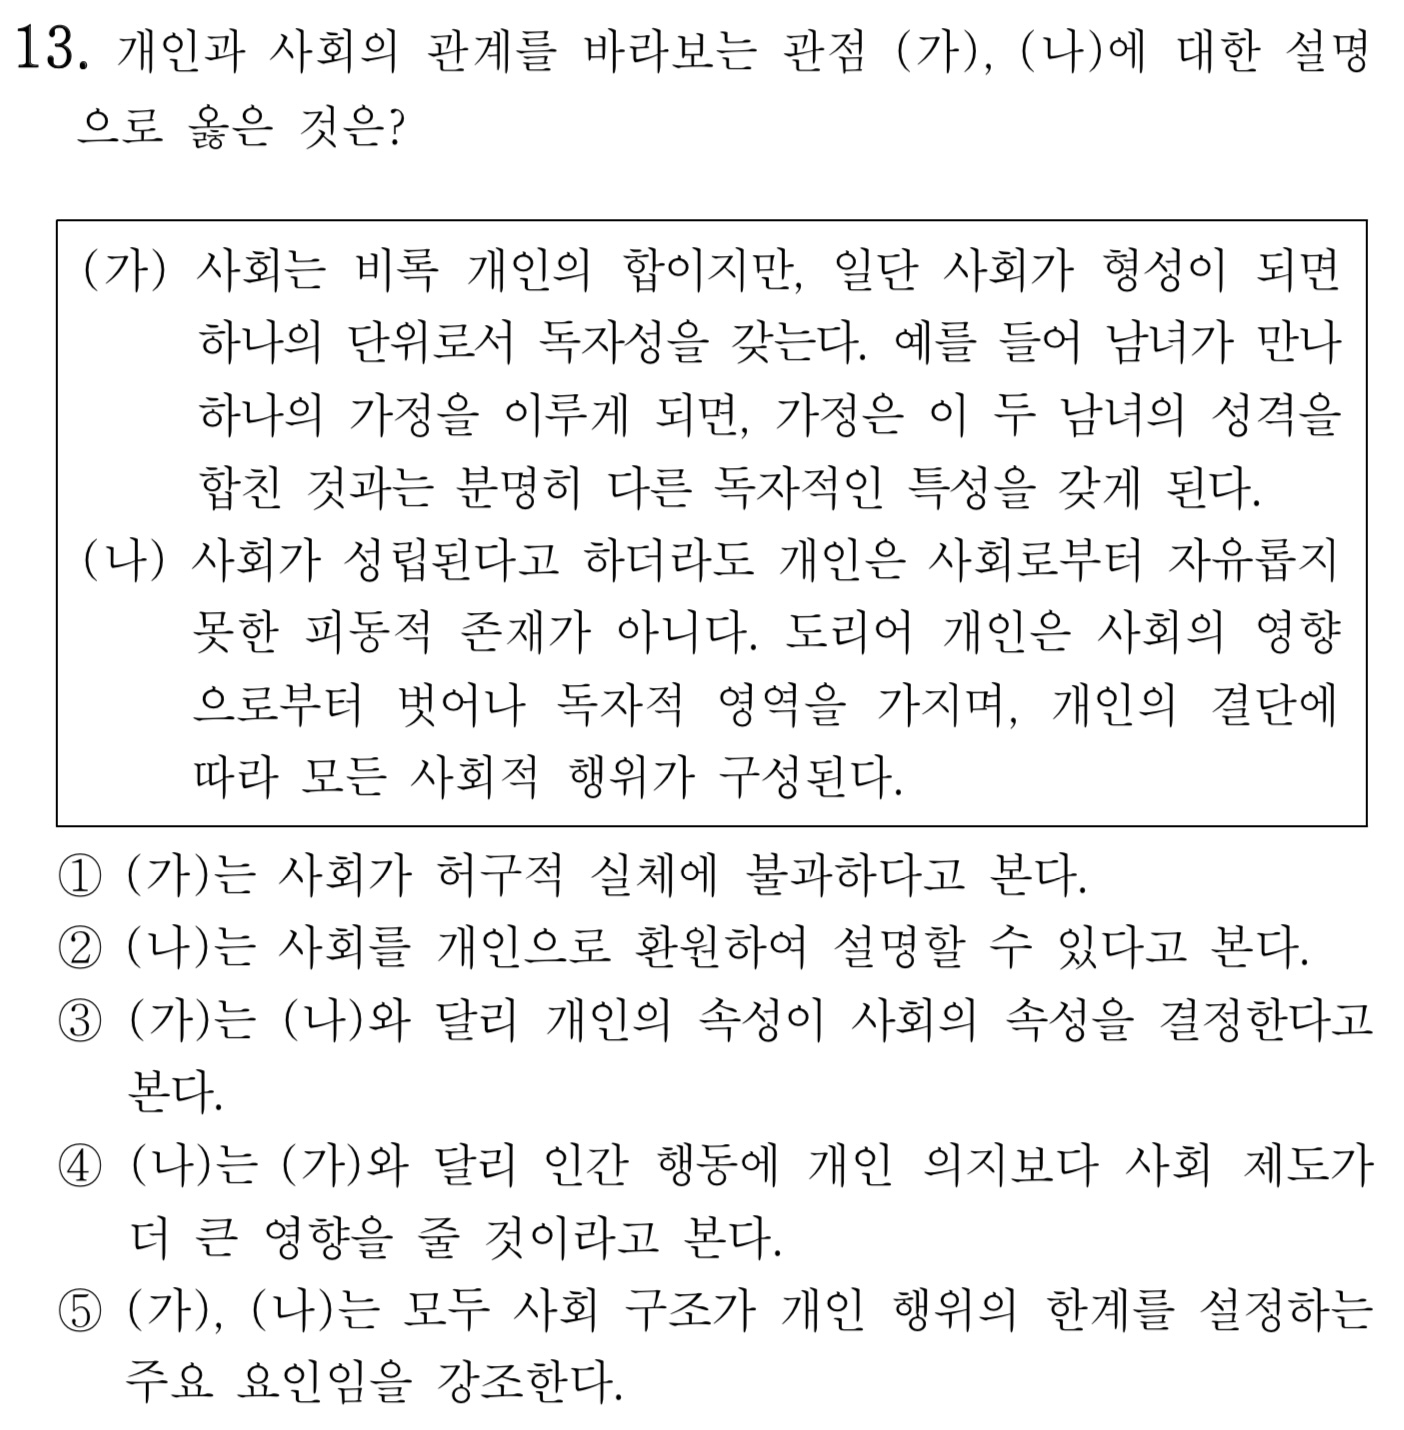 13. 개인과 사회의 관계를 바라보는 관점 (가), (나)에 대한 설명
으로 옳은 것은?
(가) 사회는 비록 개인의 합이지만, 일단 사회가 형성이 되면
하나의 단위로서 독자성을 갖는다. 예를 들어 남녀가 만나
하나의 가정을 이루게 되면, 가정은 이 두 남녀의 성격을
합친 것과는 분명히 다른 독자적인 특성을 갖게 된다.
(나) 사회가 성립된다고 하더라도 개인은 사회로부터 자유롭지
못한 피동적 존재가 아니다. 도리어 개인은 사회의 영향
으로부터 벗어나 독자적 영역을 가지며, 개인의 결단에
따라 모든 사회적 행위가 구성된다.
① (가)는 사회가 허구적 실체에 불과하다고 본다.
② (나)는 사회를 개인으로 환원하여 설명할 수 있다고 본다.
③ (가)는 (나)와 달리 개인의 속성이 사회의 속성을 결정한다고
본다.
④ (나)는 (가)와 달리 인간 행동에 개인 의지보다 사회 제도가
더 큰 영향을 줄 것이라고 본다.
⑤ (가), (나)는 모두 사회 구조가 개인 행위의 한계를 설정하는
주요 요인임을 강조한다.